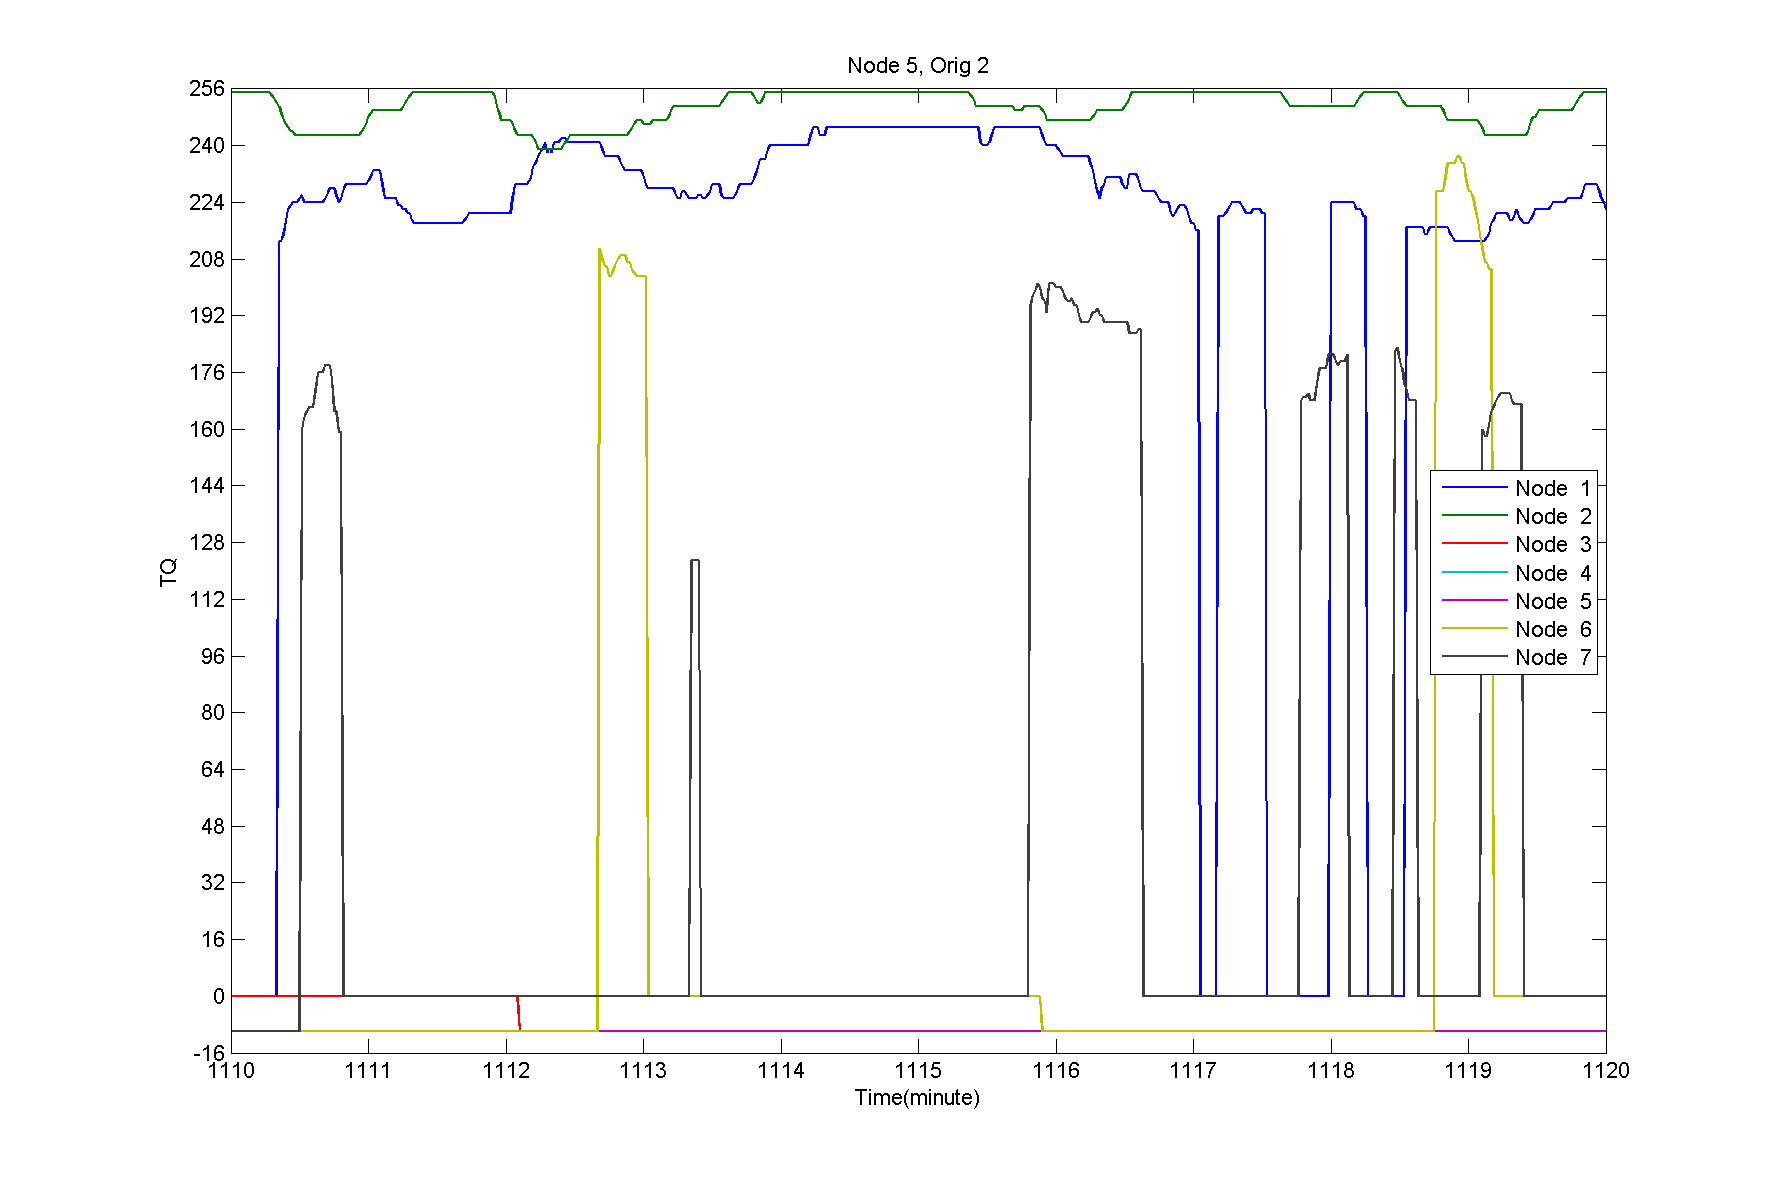 Node 5, Orig 2
256
240
224
208
192
176
160
144
128
112
96
80
64
48
32
16
0
-16
TQ
Node 1
Node 2
Node 3
Node 4
Node 5
Node 6
Node 7
1110 1111 1112 1113 1114 1115 1116 1117 1118 1119 1120
Time(minute)